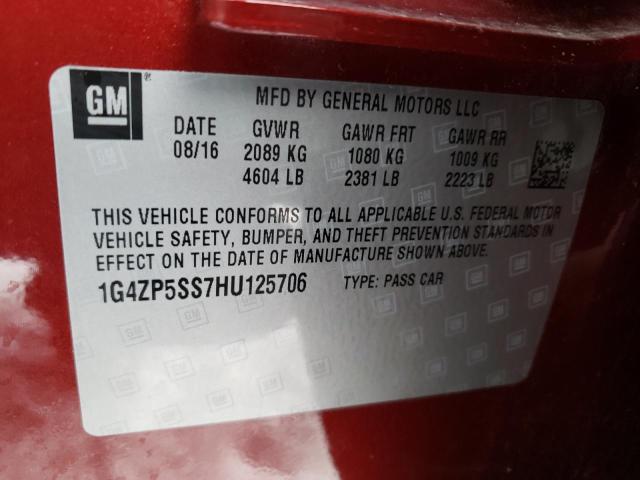 GM ®
MFD BY GENERAL MOTORS LLC
DATE GVWR GAWR FRT GAWR RR
08/16 2089 KG 1080 KG 1009 KG
4604 LB 2381 LB 2223 LB
THIS VEHICLE CONFORMS TO ALL APPLICABLE U.S. FEDERAL MOTOR
VEHICLE SAFETY, BUMPER, AND THEFT PREVENTION STANDARDS IN
EFFECT ON THE DATE OF MANUFACTURE SHOWN ABOVE.
1G4ZP5SS7HU125706 TYPE: PASS CAR